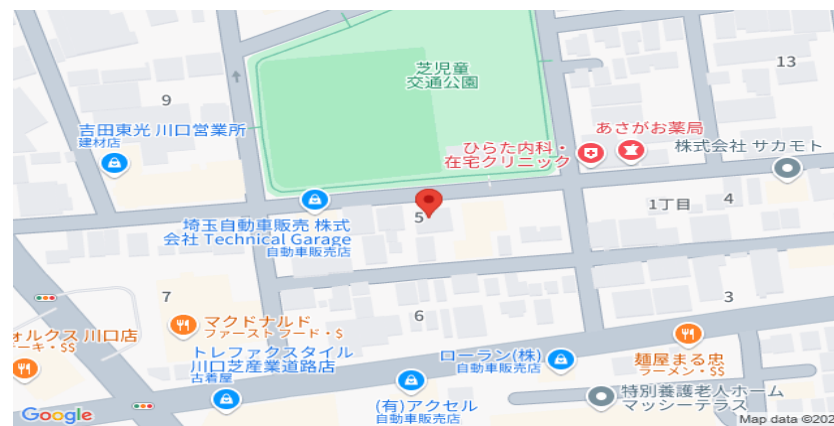 芝児童
交通公園
13
9
吉田東光 川口営業所
建材店
あさがお薬局
ひらた内科・
在宅クリニック
株式会社 サカモト
1丁目
4
5
埼玉自動車販売 株式
会社 Technical Garage
自動車販売店
7
6
3
マクドナルド
ファースト フード・$
ォルクス 川口店
ーキ・$$
トレファクスタイル
川口芝産業道路店
古着屋
ローラン(株)
自動車販売店
麺屋まる忠
ラーメン・$$
(有)アクセル
自動車販売店
特別養護老人ホーム
マッシーテラス
Google
Map data ©202